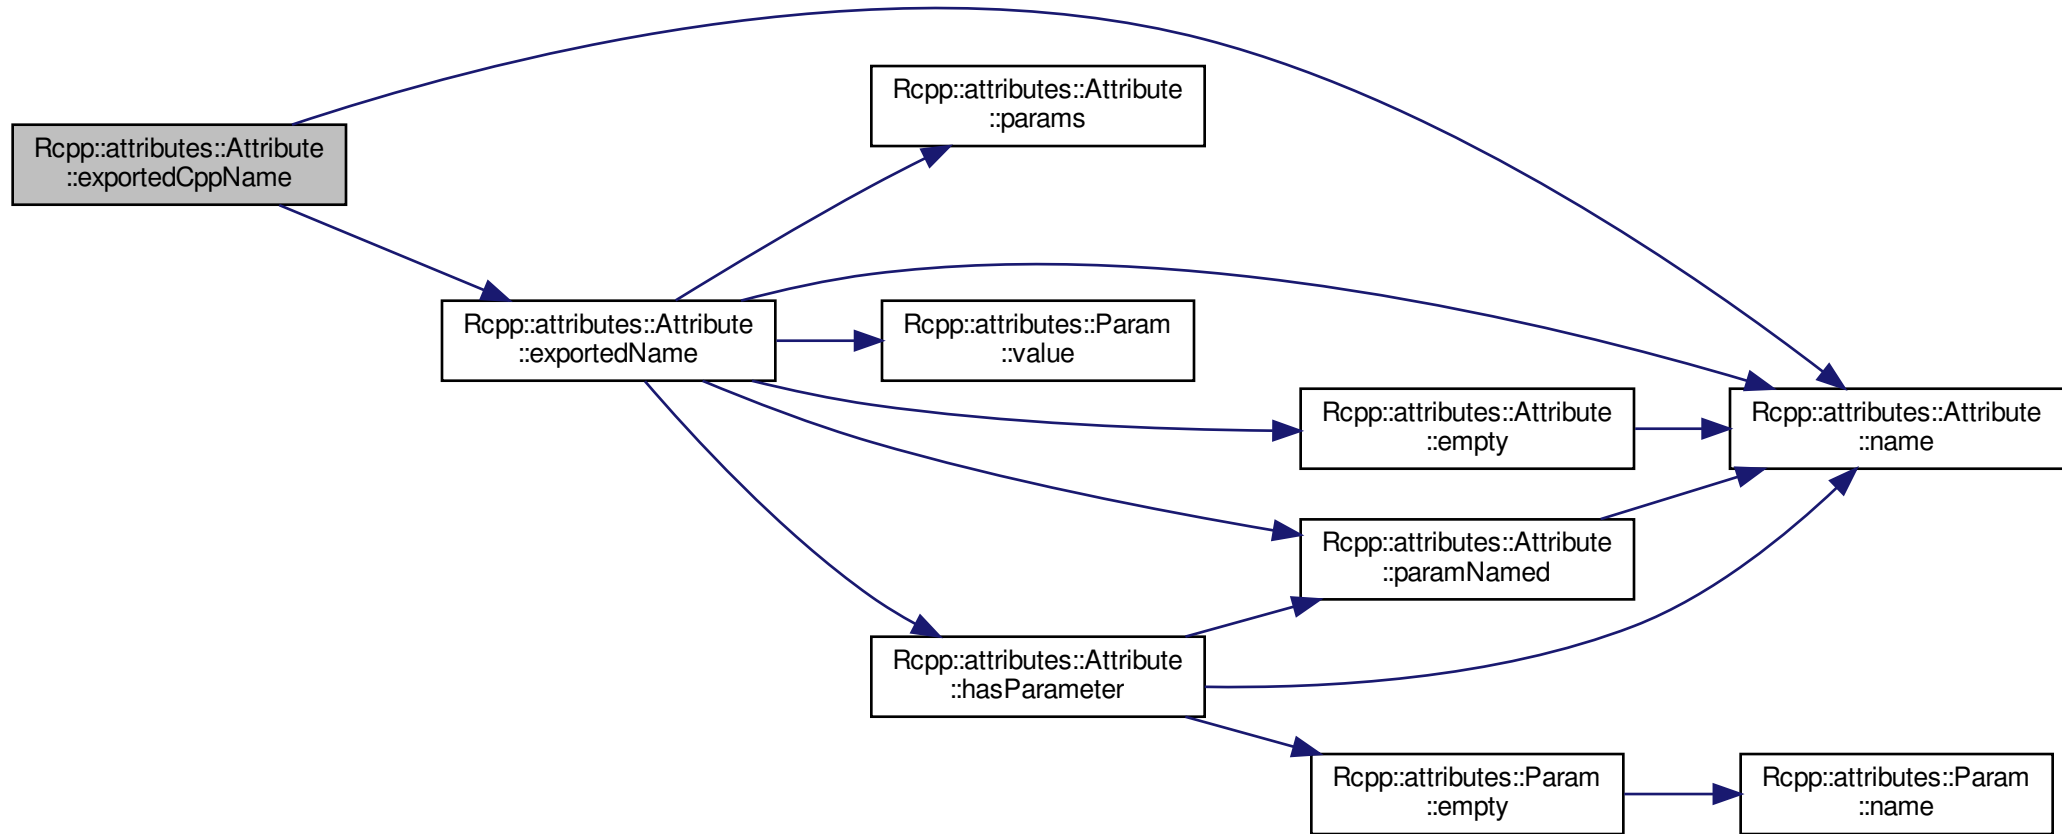 Rcpp::attributes::Attribute
::exportedCppName
Rcpp::attributes::Attribute
::exportedName
Rcpp::attributes::Attribute
::params
Rcpp::attributes::Param
::value
Rcpp::attributes::Attribute
::hasParameter
Rcpp::attributes::Attribute
::empty
Rcpp::attributes::Attribute
::paramNamed
Rcpp::attributes::Param
::empty
Rcpp::attributes::Attribute
::name
Rcpp::attributes::Param
::name